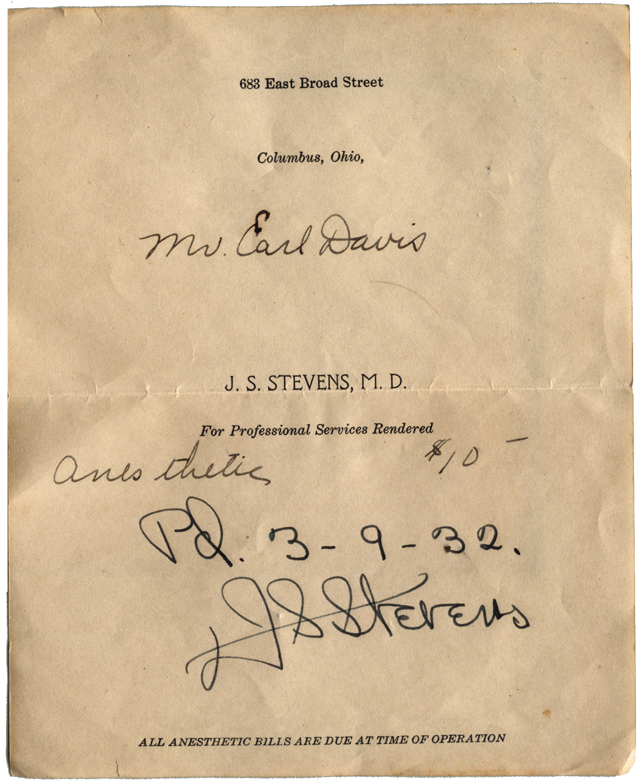 683 East Broad Street
Columbus, Ohio,
Mr. Earl Davis
J. S. STEVENS, M. D.
For Professional Services Rendered
Anesthetic $10 –
Pd. 3-9-32.
J S Stevens
ALL ANESTHETIC BILLS ARE DUE AT TIME OF OPERATION